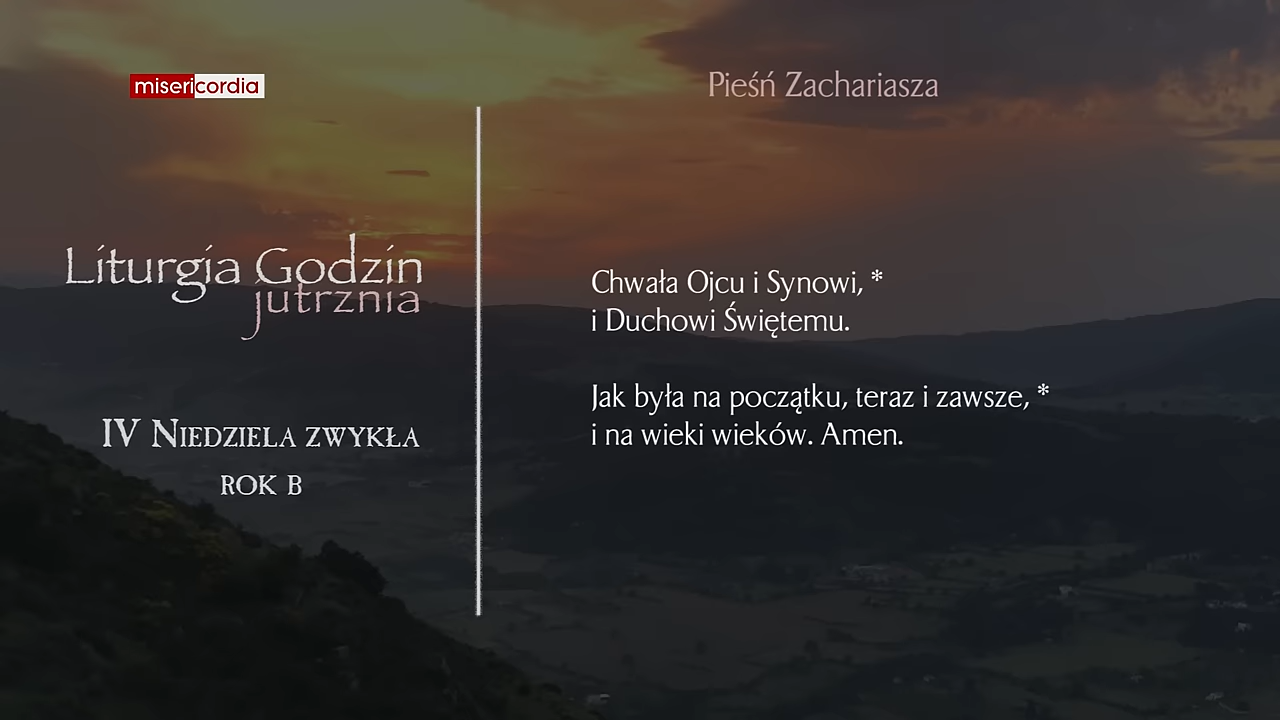 misericordia
Pieśń Zachariasza
Liturgia Godzin
jutrznia
IV Niedziela zwykła
rok B
Chwała Ojcu i Synowi, *
i Duchowi Świętemu.
Jak była na początku, teraz i zawsze, *
i na wieki wieków. Amen.